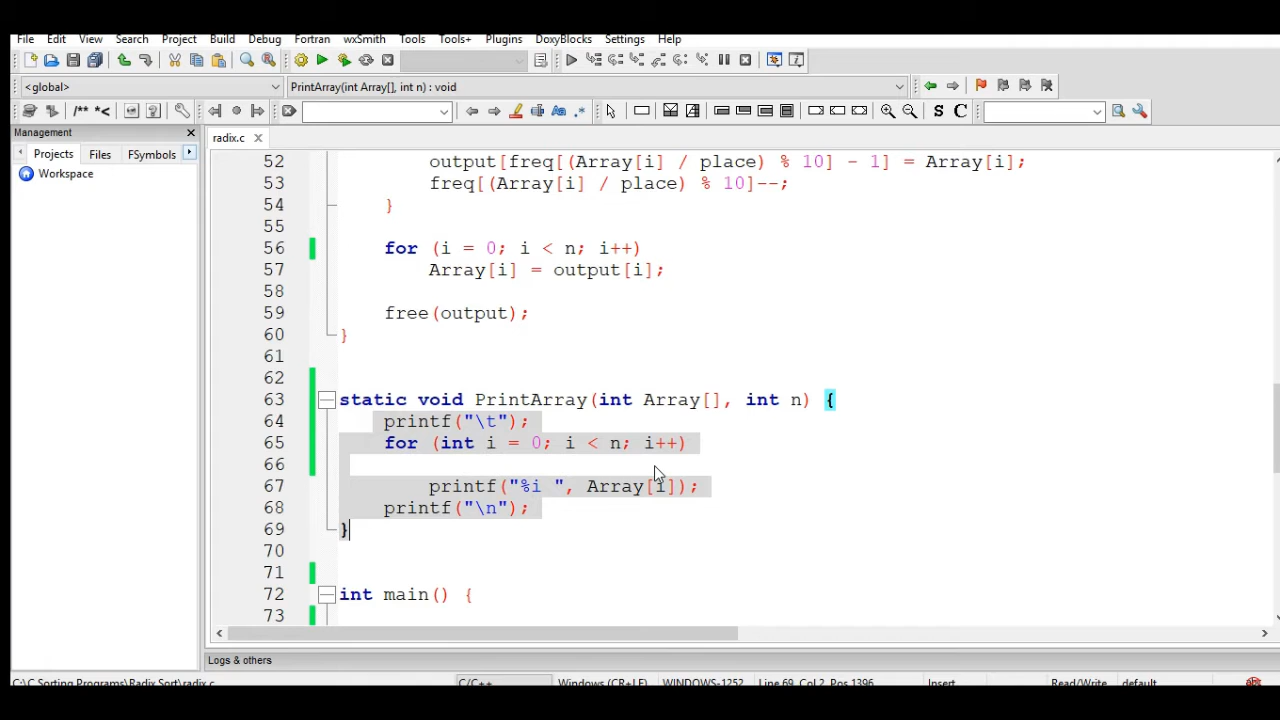 File Edit View Search Project Build Debug Fortran wxSmith Tools Tools+ Plugins DoxyBlocks Settings Help
<global> PrintArray(int Array[], int n) : void
/** *< S C
Management
radix.c
Projects Files FSymbols
Workspace
52 output[freq[(Array[i] / place) % 10] - 1] = Array[i];
53 freq[(Array[i] / place) % 10]--;
54 }
55
56 for (i = 0; i < n; i++)
57 Array[i] = output[i];
58
59 free(output);
60 }
61
62
63 static void PrintArray(int Array[], int n) {
64 printf("\t");
65 for (int i = 0; i < n; i++)
66
67 printf("%i ", Array[i]);
68 printf("\n");
69 }
70
71
72 int main() {
73
Logs & others
C:\C Sorting Programs\Radix Sort\radix.c C/C++ Windows (CR+LF) WINDOWS-1252 Line 69, Col 2, Pos 1396 Insert Read/Write default